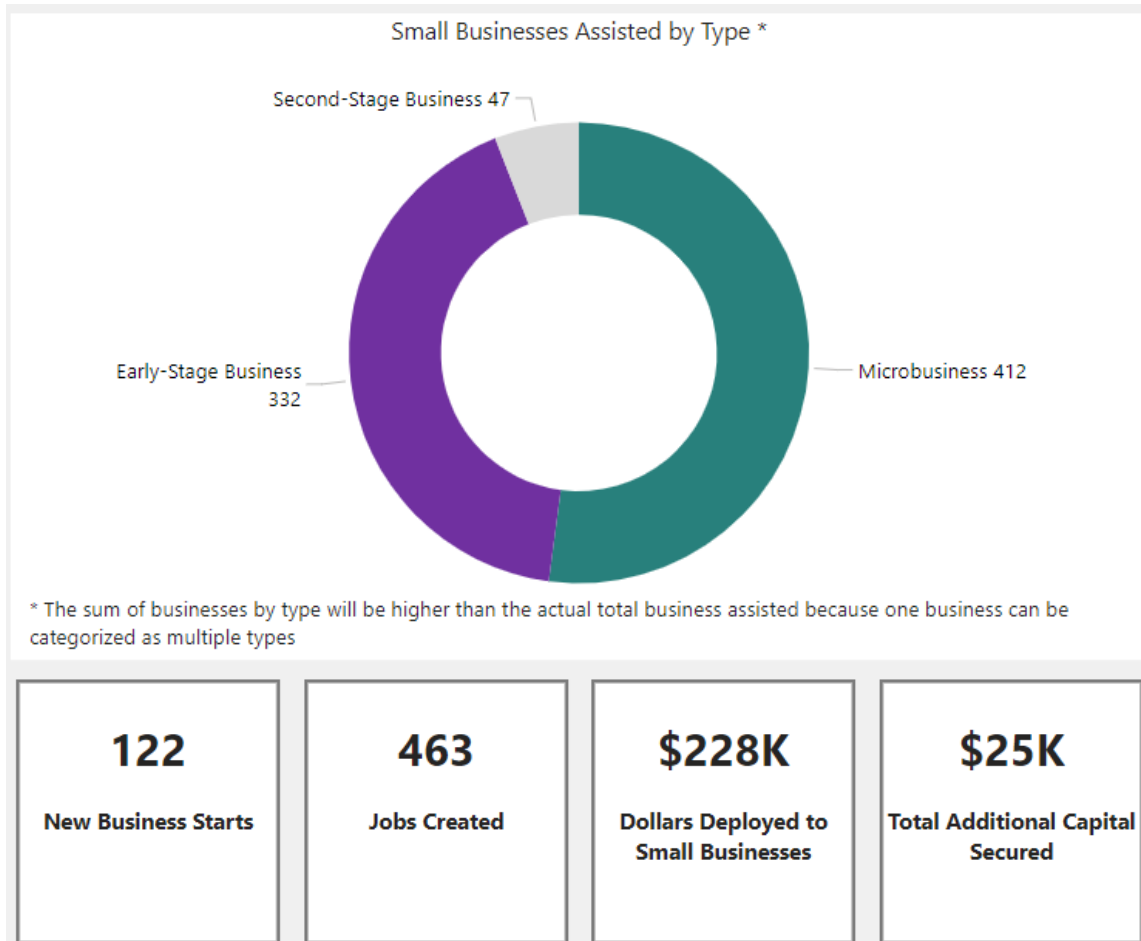 Small Businesses Assisted by Type *
Second-Stage Business 47
Early-Stage Business
332
Microbusiness 412
* The sum of businesses by type will be higher than the actual total business assisted because one business can be
categorized as multiple types
122
New Business Starts
463
Jobs Created
$228K
Dollars Deployed to
Small Businesses
$25K
Total Additional Capital
Secured